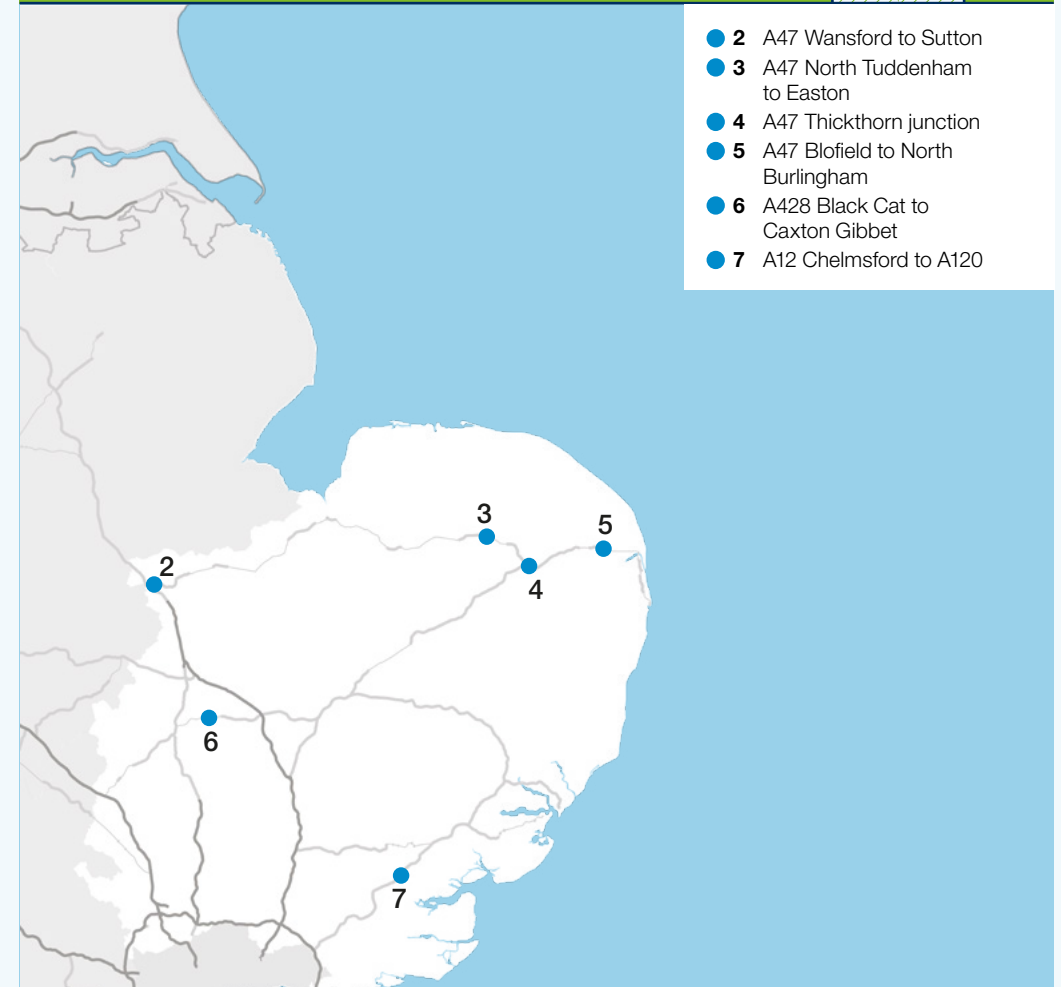 2 A47 Wansford to Sutton
3 A47 North Tuddenham
to Easton
4 A47 Thickthorn junction
5 A47 Blofield to North
Burlingham
6 A428 Black Cat to
Caxton Gibbet
7 A12 Chelmsford to A120
3
5
2
4
6
7